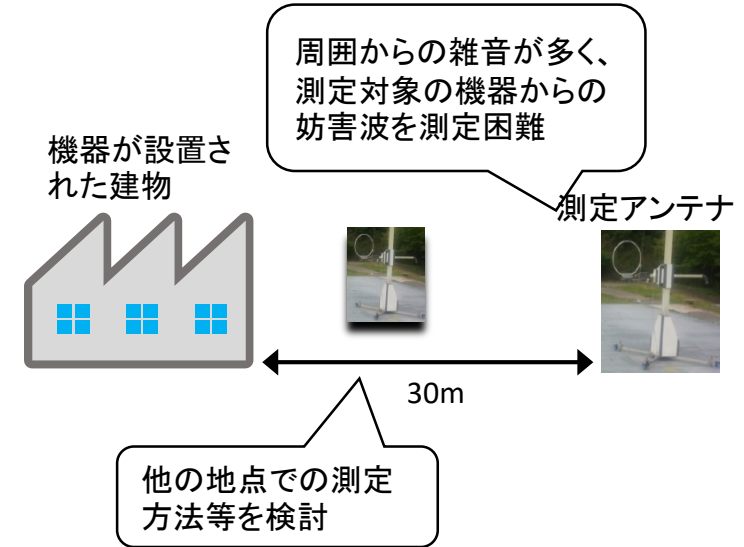 周囲からの雑音が多く、
測定対象の機器からの
妨害波を測定困難
機器が設置さ
れた建物
測定アンテナ
30m
他の地点での測定
方法等を検討